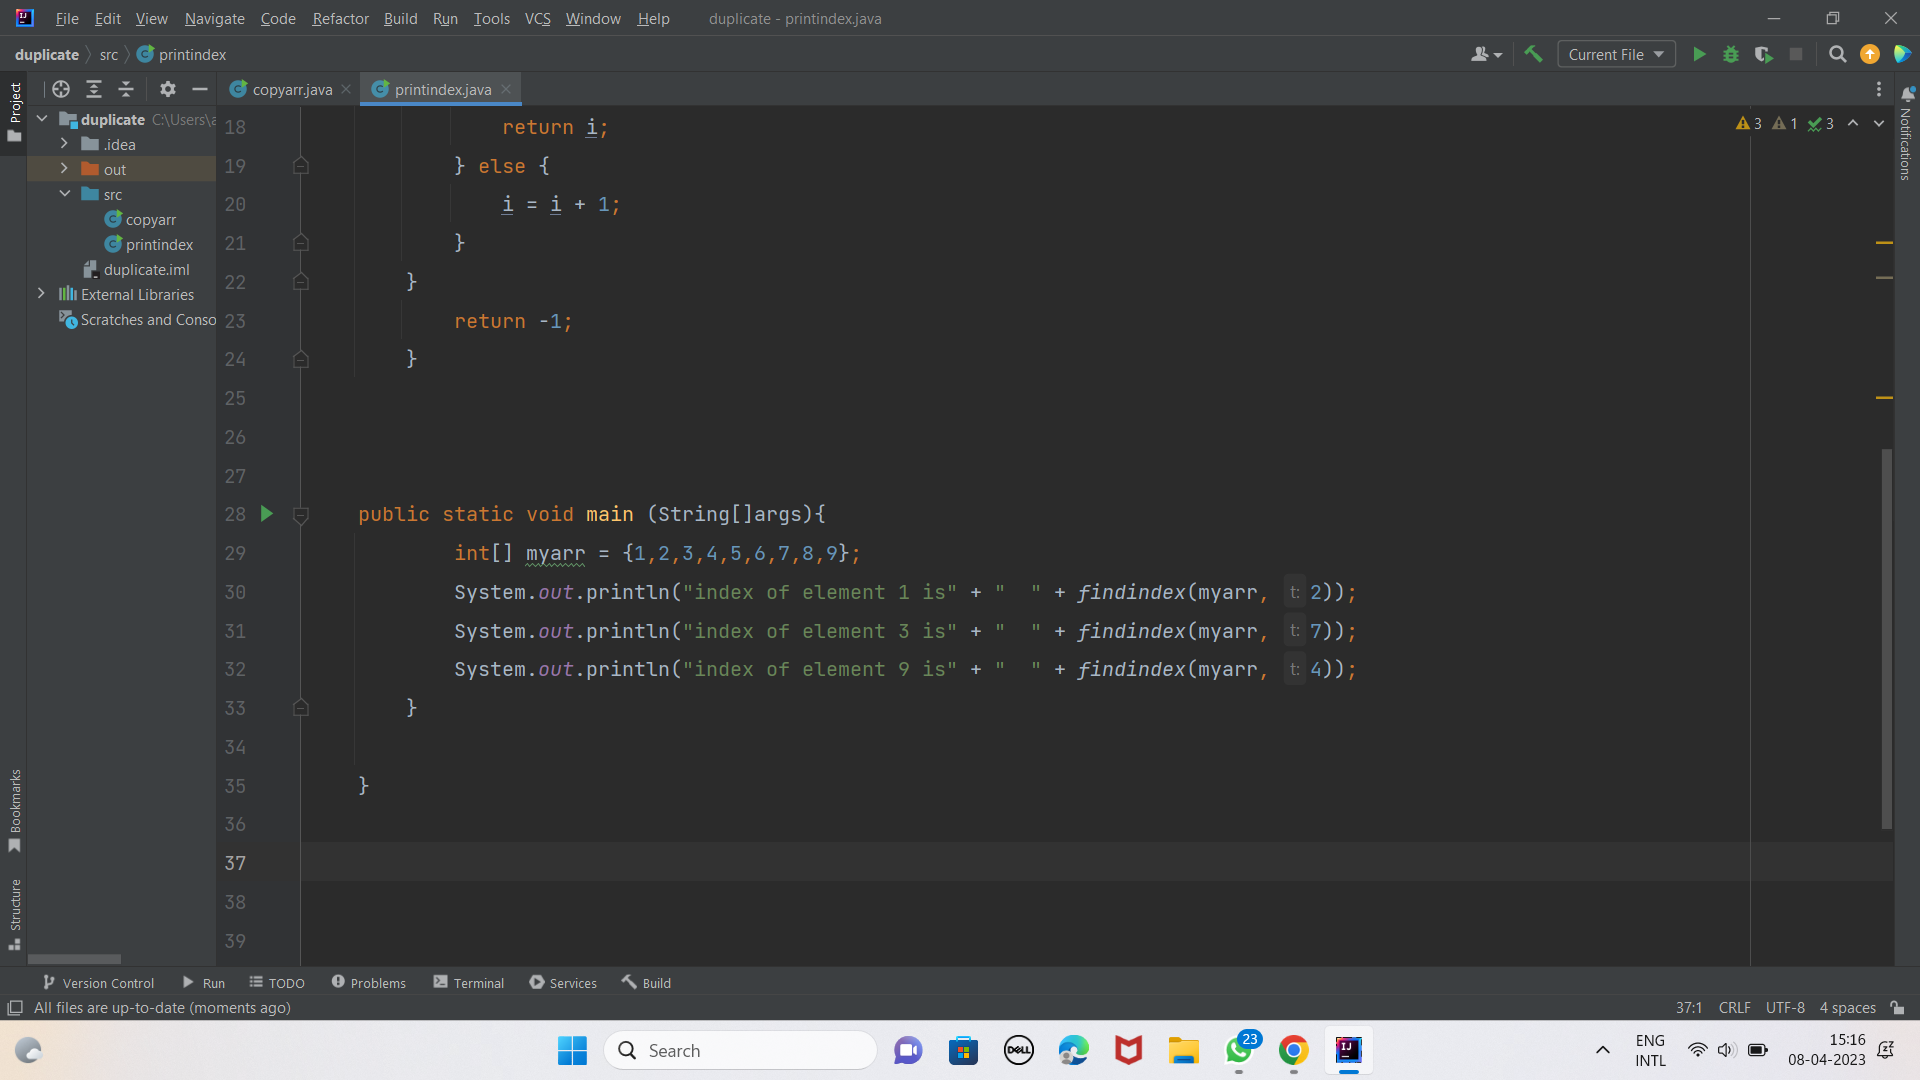 File Edit View Navigate Code Refactor Build Run Tools VCS Window Help duplicate - printindex.java
duplicate src printindex Current File
Project copyarr.java printindex.java
duplicate C:\Users\a
.idea
out
src
copyarr
printindex
duplicate.iml
External Libraries
Scratches and Conso
3 1 3
Notifications
18 return i;
19 } else {
20 i = i + 1;
21 }
22 }
23 return -1;
24 }
25
26
27
28 public static void main (String[]args){
29 int[] myarr = {1,2,3,4,5,6,7,8,9};
30 System.out.println("index of element 1 is" + "  " + findindex(myarr, t: 2));
31 System.out.println("index of element 3 is" + "  " + findindex(myarr, t: 7));
32 System.out.println("index of element 9 is" + "  " + findindex(myarr, t: 4));
33 }
34
35 }
36
37
38
39
Bookmarks
Structure
Version Control Run TODO Problems Terminal Services Build
All files are up-to-date (moments ago) 37:1 CRLF UTF-8 4 spaces
Search DELL 23 ENG 15:16
INTL 08-04-2023